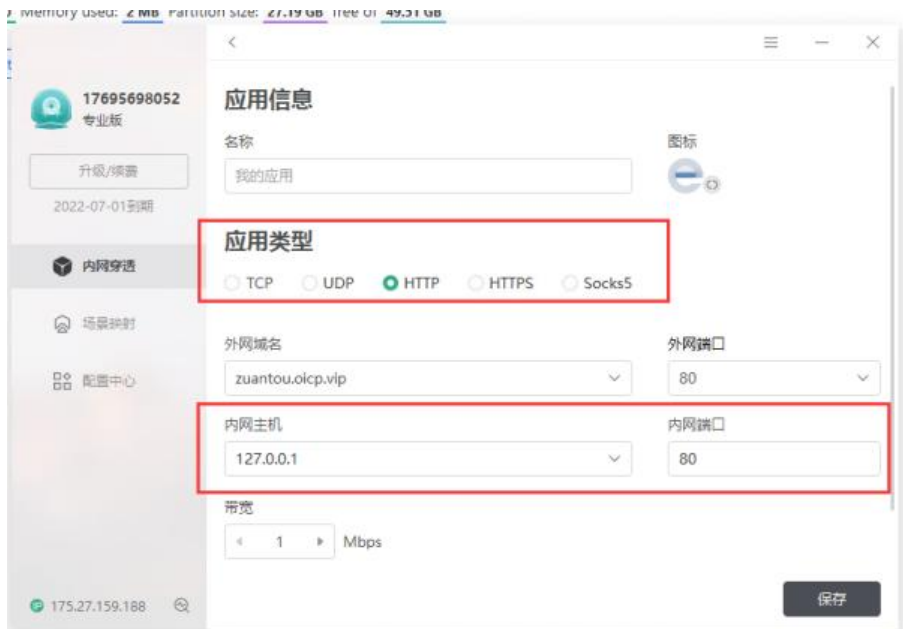 Memory used: 2 MB Partition size: 27.19 GB free of 49.51 GB
17695698052
专业版
升级/续费
2022-07-01到期
内网穿透
场景映射
配置中心
175.27.159.188
应用信息
名称
图标
我的应用
应用类型
TCP UDP HTTP HTTPS Socks5
外网域名
外网端口
zuantou.oicp.vip
80
内网主机
内网端口
127.0.0.1
80
带宽
1 Mbps
保存